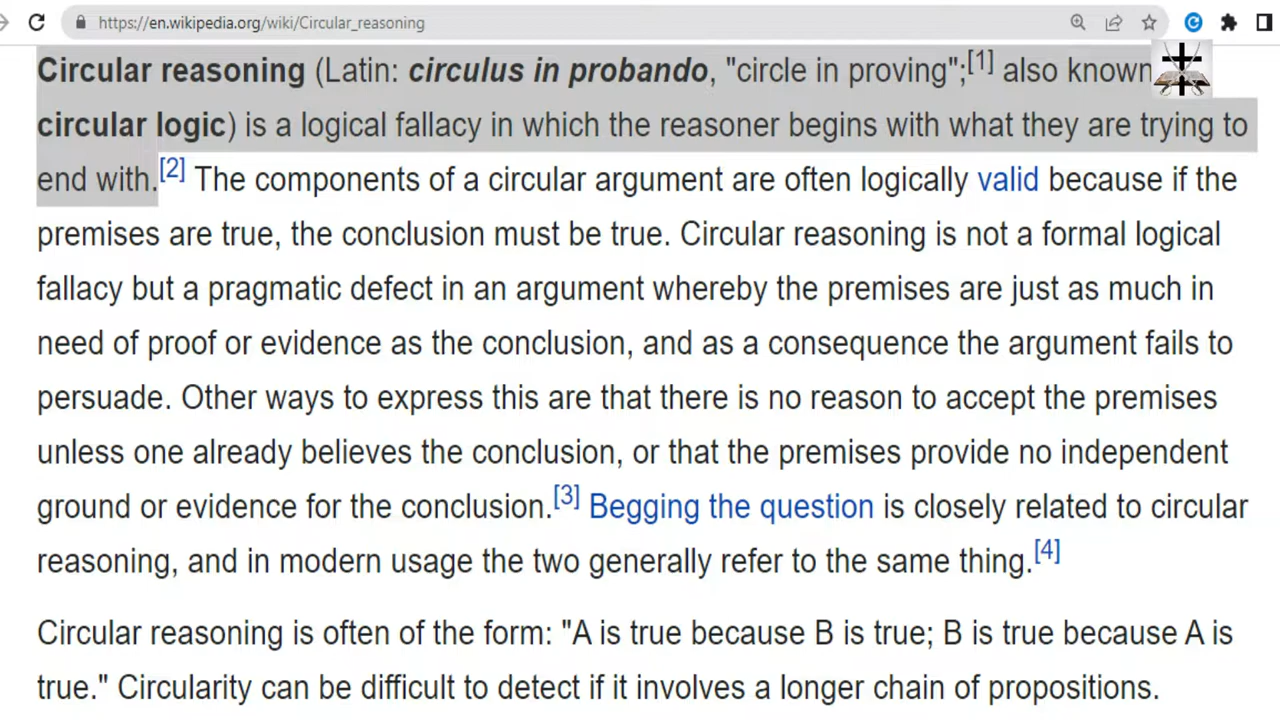 https://en.wikipedia.org/wiki/Circular_reasoning
Circular reasoning (Latin: circulus in probando, "circle in proving";[1] also known
circular logic) is a logical fallacy in which the reasoner begins with what they are trying to
end with.[2] The components of a circular argument are often logically valid because if the
premises are true, the conclusion must be true. Circular reasoning is not a formal logical
fallacy but a pragmatic defect in an argument whereby the premises are just as much in
need of proof or evidence as the conclusion, and as a consequence the argument fails to
persuade. Other ways to express this are that there is no reason to accept the premises
unless one already believes the conclusion, or that the premises provide no independent
ground or evidence for the conclusion.[3] Begging the question is closely related to circular
reasoning, and in modern usage the two generally refer to the same thing.[4]
Circular reasoning is often of the form: "A is true because B is true; B is true because A is
true." Circularity can be difficult to detect if it involves a longer chain of propositions.